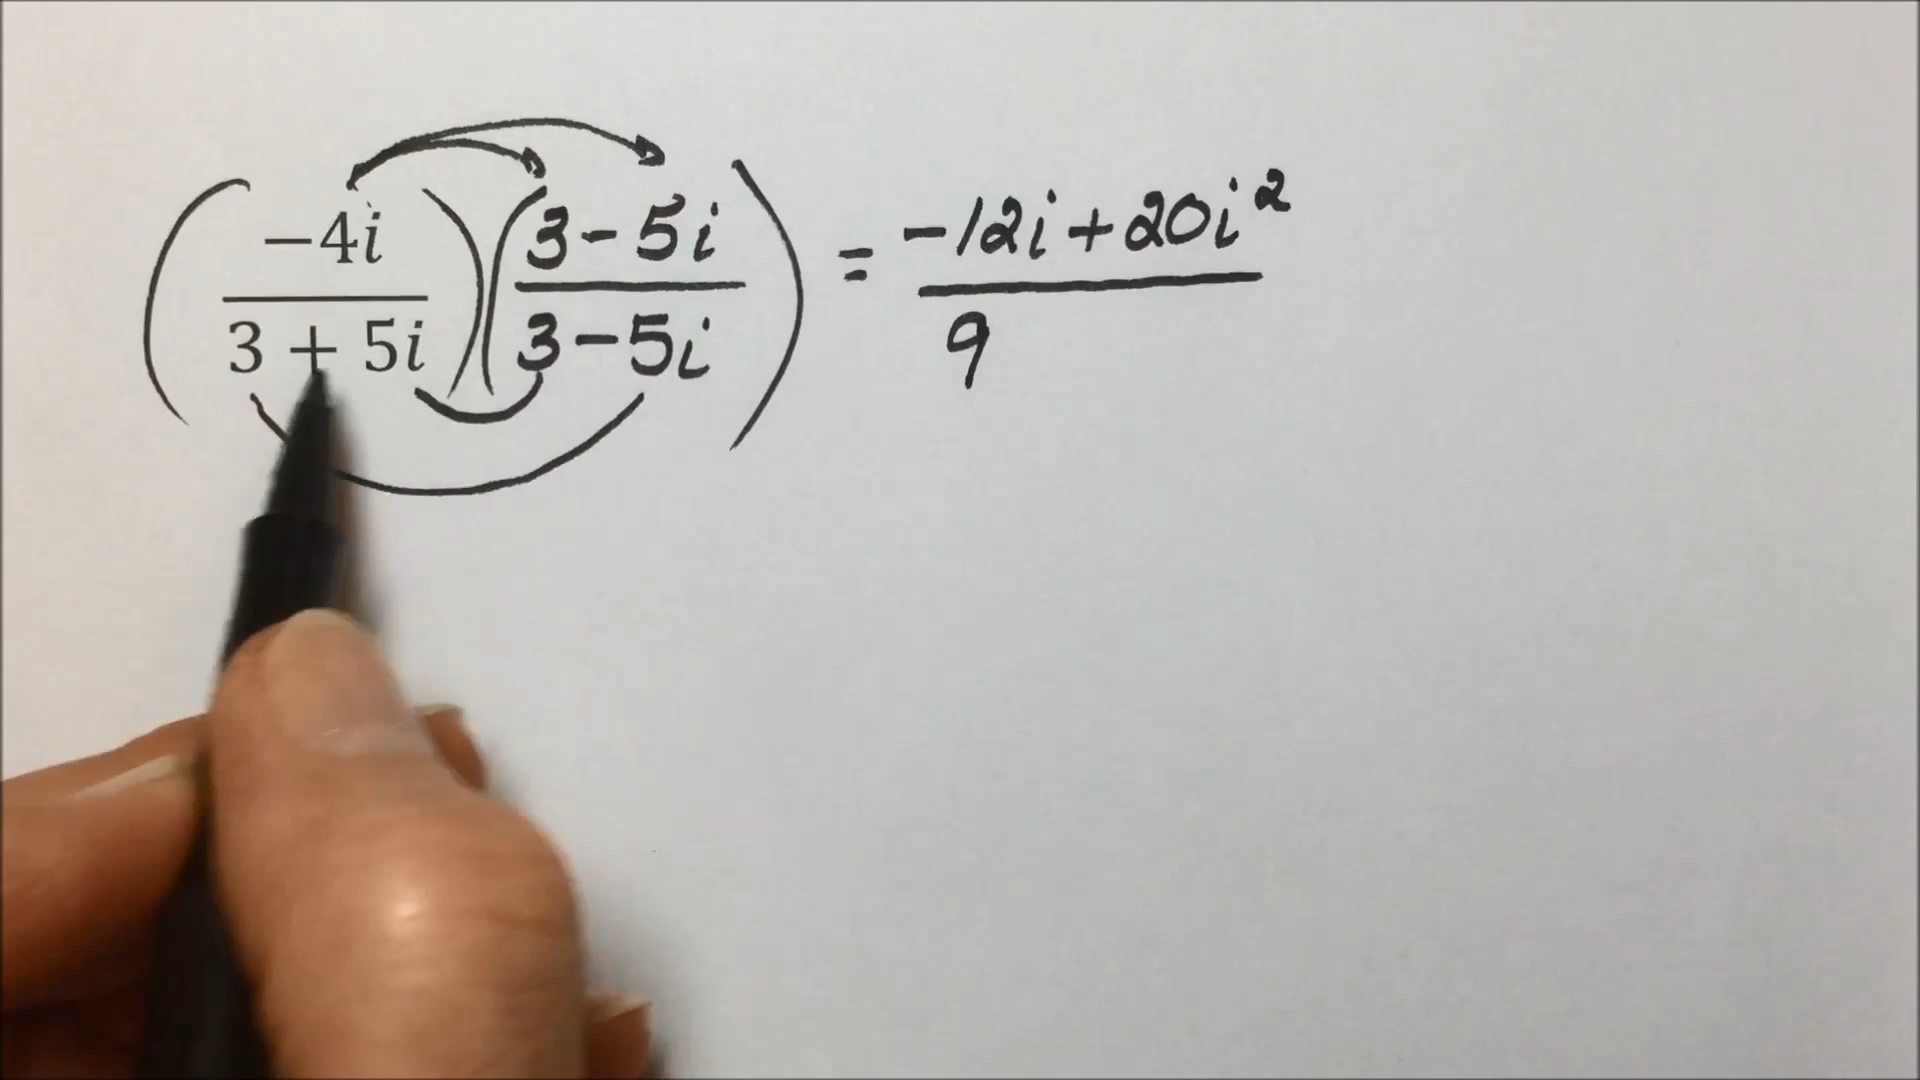 (-4i / 3 + 5i)(3 - 5i / 3 - 5i) = -12i + 20i² / 9